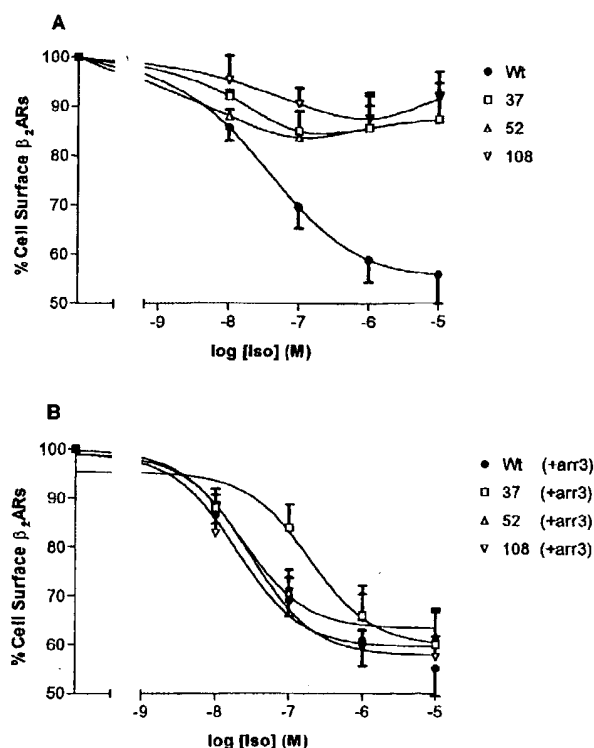 A
% Cell Surface β₂ARs
100
90
80
70
60
50
-9
-8
-7
-6
-5
log [Iso] (M)
Wt
37
52
108
B
% Cell Surface β₂ARs
100
90
80
70
60
50
-9
-8
-7
-6
-5
log [Iso] (M)
Wt (+arr3)
37 (+arr3)
52 (+arr3)
108 (+arr3)